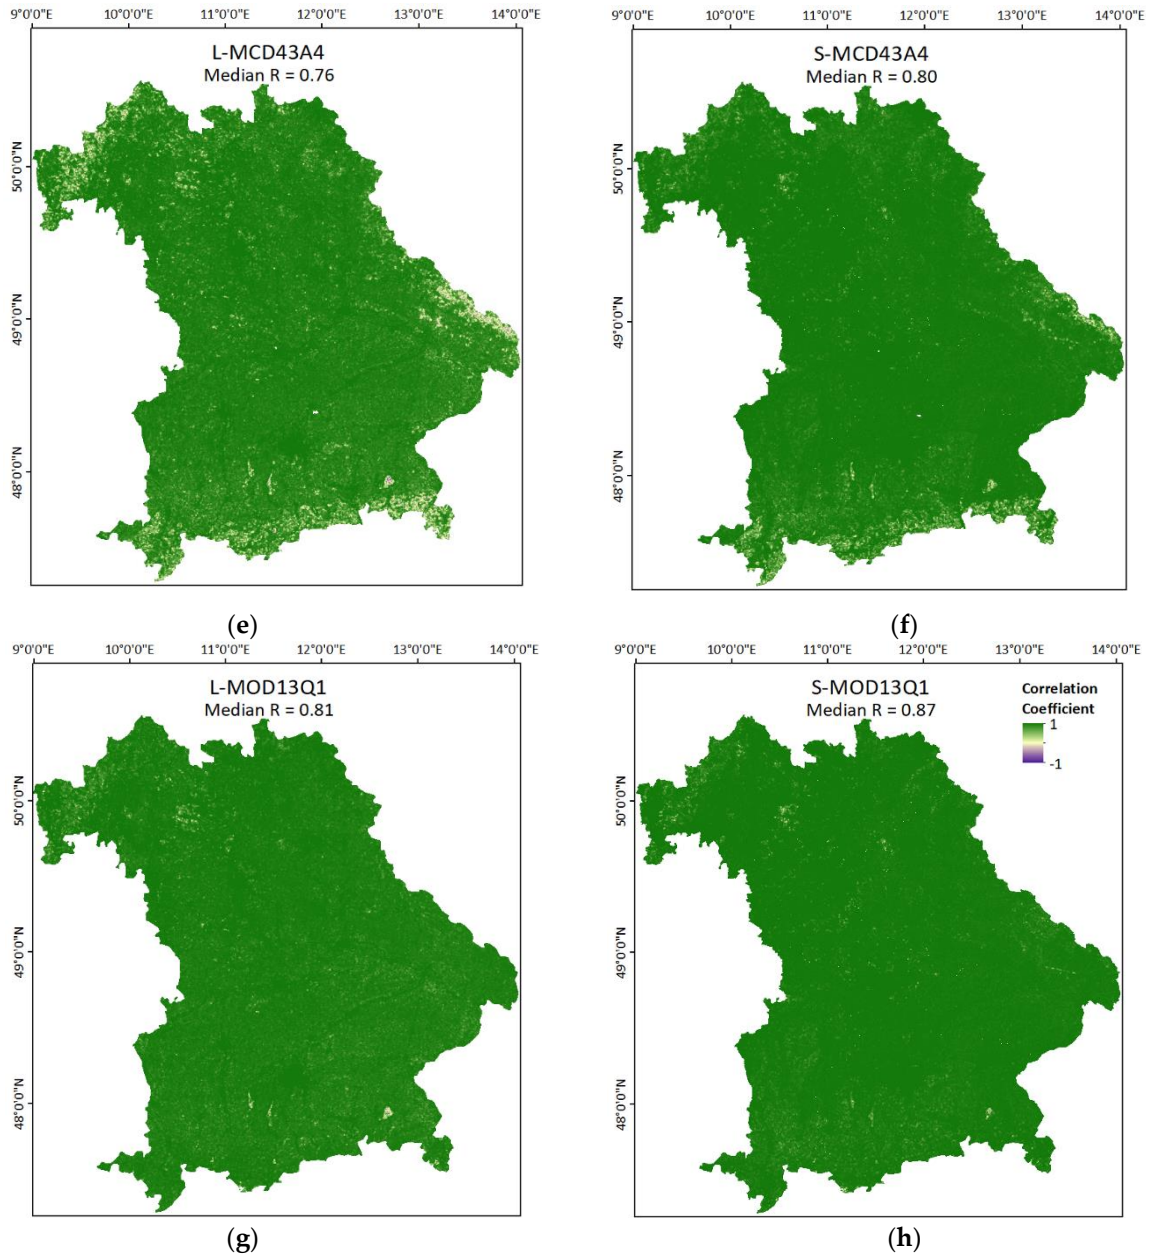 9°0'0"E 10°0'0"E 11°0'0"E 12°0'0"E 13°0'0"E 14°0'0"E
L-MCD43A4
Median R = 0.76
50°0'0"N
49°0'0"N
48°0'0"N
(e)
9°0'0"E 10°0'0"E 11°0'0"E 12°0'0"E 13°0'0"E 14°0'0"E
S-MCD43A4
Median R = 0.80
50°0'0"N
49°0'0"N
48°0'0"N
(f)
9°0'0"E 10°0'0"E 11°0'0"E 12°0'0"E 13°0'0"E 14°0'0"E
L-MOD13Q1
Median R = 0.81
50°0'0"N
49°0'0"N
48°0'0"N
(g)
9°0'0"E 10°0'0"E 11°0'0"E 12°0'0"E 13°0'0"E 14°0'0"E
S-MOD13Q1
Median R = 0.87
Correlation
Coefficient
1
-1
50°0'0"N
49°0'0"N
48°0'0"N
(h)